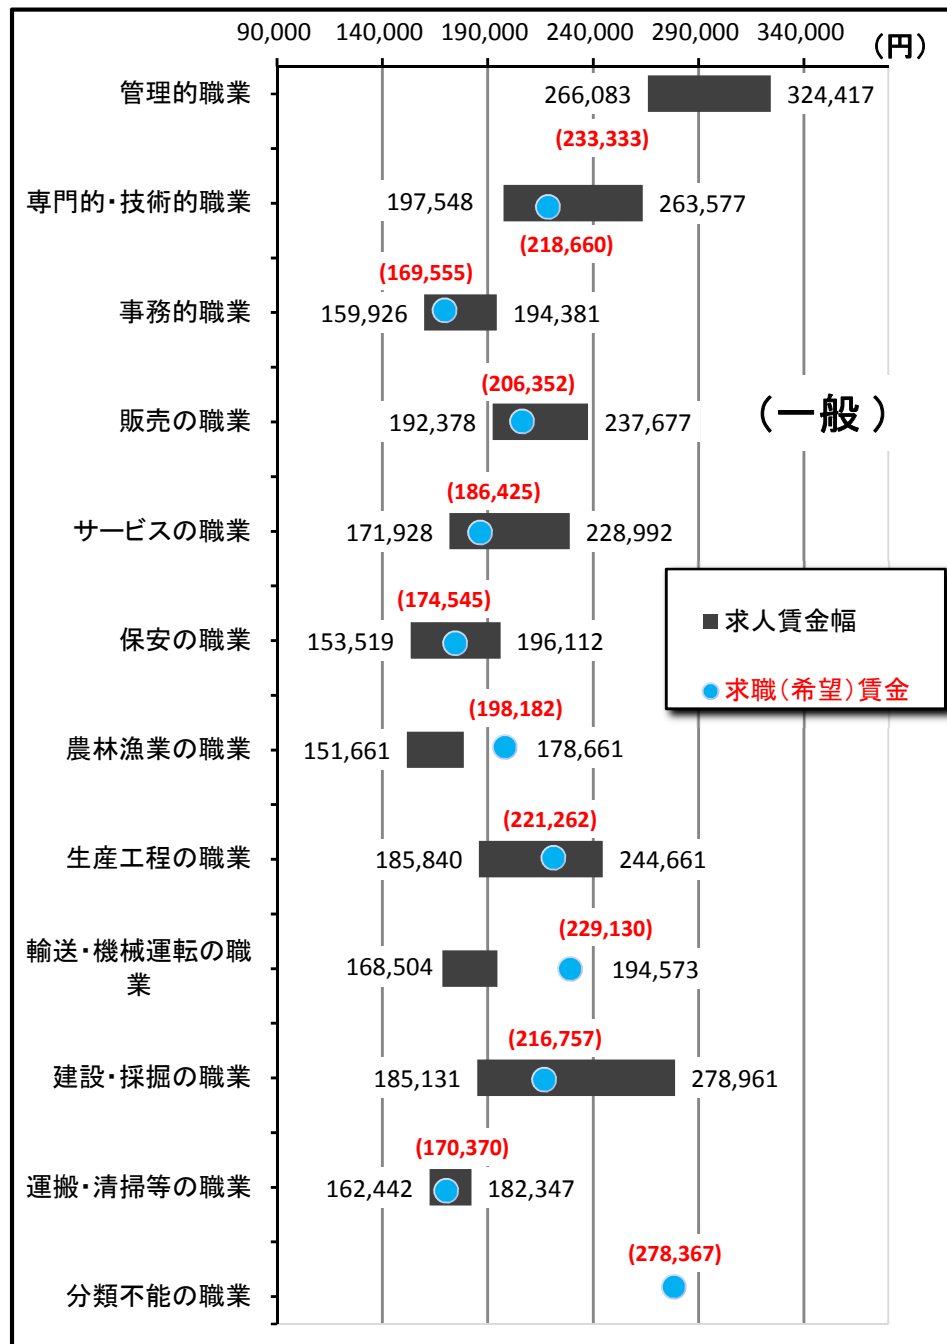 90,000 140,000 190,000 240,000 290,000 340,000
(円)
管理的職業 266,083 324,417
(233,333)
専門的・技術的職業 197,548 263,577
(218,660)
(169,555)
事務的職業 159,926 194,381
(206,352)
販売の職業 192,378 237,677
(一般)
(186,425)
サービスの職業 171,928 228,992
(174,545)
求人賃金幅
保安の職業 153,519 196,112
求職(希望)賃金
(198,182)
農林漁業の職業 151,661 178,661
(221,262)
生産工程の職業 185,840 244,661
(229,130)
輸送・機械運転の職
業
168,504 194,573
(216,757)
建設・採掘の職業 185,131 278,961
(170,370)
運搬・清掃等の職業 162,442 182,347
(278,367)
分類不能の職業